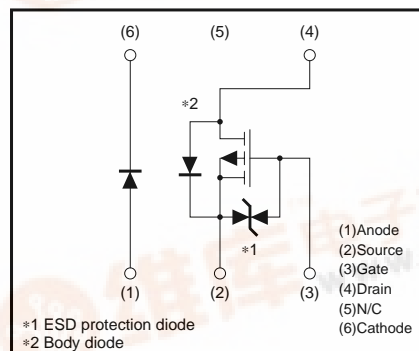 (6) (5) (4)
*2
*1
(1)Anode
(2)Source
(3)Gate
(4)Drain
(5)N/C
(6)Cathode
(1) (2) (3)
*1 ESD protection diode
*2 Body diode